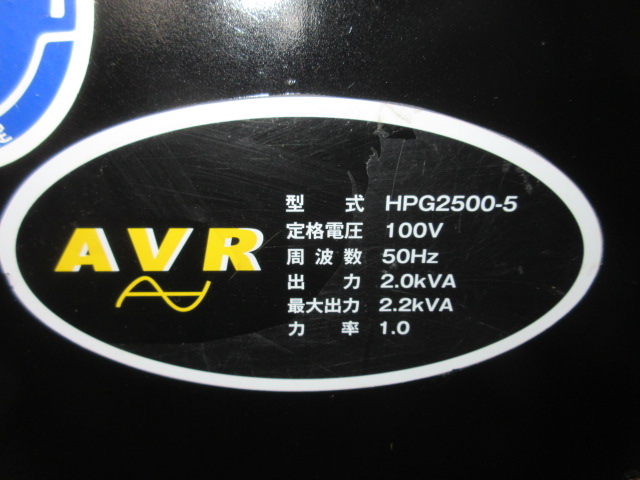 AVR
型式 HPG2500-5
定格電圧 100V
周波数 50Hz
出力 2.0kVA
最大出力 2.2kVA
力率 1.0